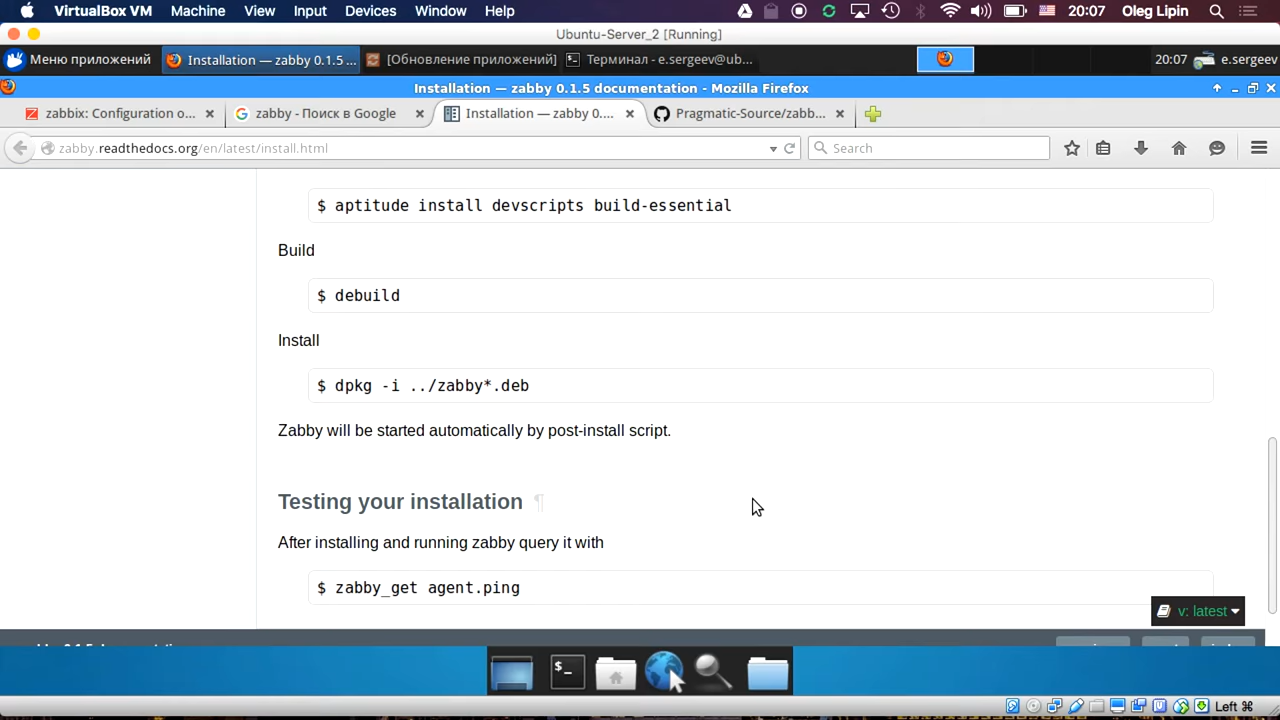 VirtualBox VM Machine View Input Devices Window Help 20:07 Oleg Lipin
Ubuntu-Server_2 [Running]
Меню приложений Installation — zabby 0.1.5 ... [Обновление приложений] Терминал - e.sergeev@ub... 20:07 e.sergeev
Installation — zabby 0.1.5 documentation - Mozilla Firefox
zabbix: Configuration o... zabby - Поиск в Google Installation — zabby 0.... Pragmatic-Source/zabb...
zabby.readthedocs.org/en/latest/install.html Search
$ aptitude install devscripts build-essential
Build
$ debuild
Install
$ dpkg -i ../zabby*.deb
Zabby will be started automatically by post-install script.
Testing your installation ¶
After installing and running zabby query it with
$ zabby_get agent.ping
v: latest
Left ⌘